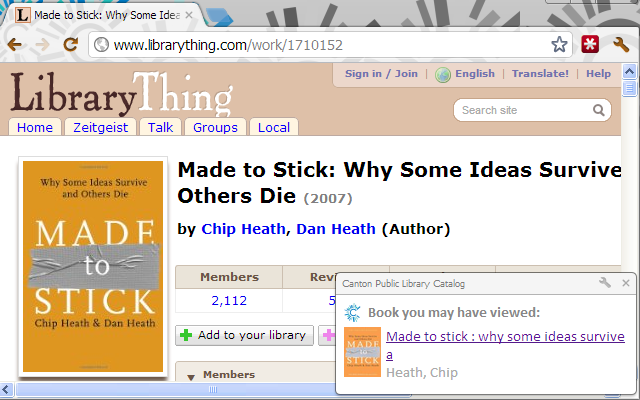 Made to Stick: Why Some Idea
www.librarything.com/work/1710152
LibraryThing
Sign in / Join | English | Translate! | Help
Search site
Home Zeitgeist Talk Groups Local
Why Some Ideas Survive
and Others Die
MADE
to
STICK
Chip Heath & Dan Heath
Made to Stick: Why Some Ideas Survive
Others Die (2007)
by Chip Heath, Dan Heath (Author)
Members
2,112
Add to your library
Members
Canton Public Library Catalog
Book you may have viewed:
MADE
to
STICK
Made to stick : why some ideas survive
a
Heath, Chip